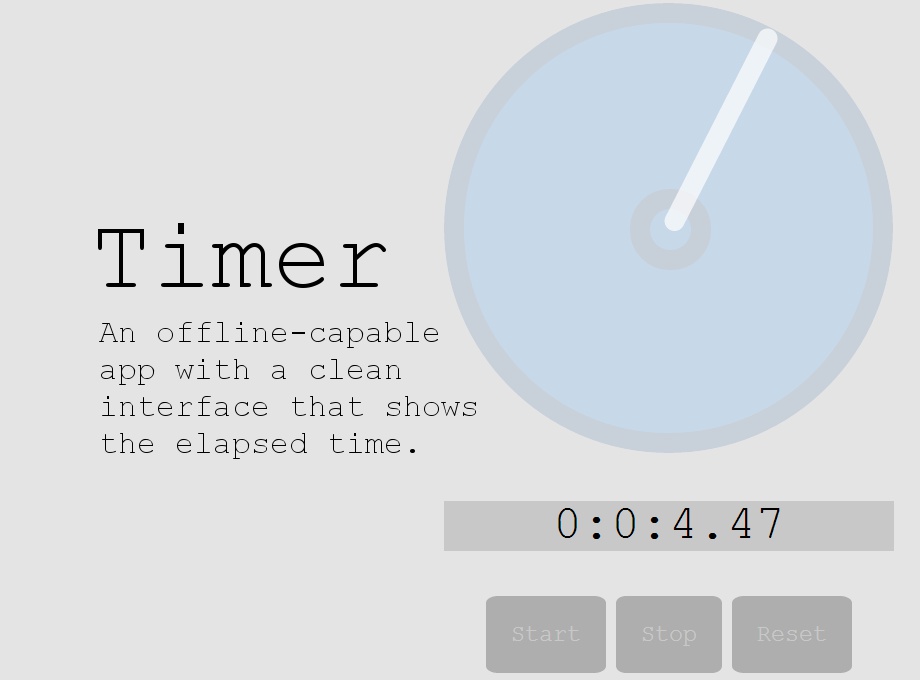 Timer
An offline-capable
app with a clean
interface that shows
the elapsed time.
0:0:4.47
Start Stop Reset